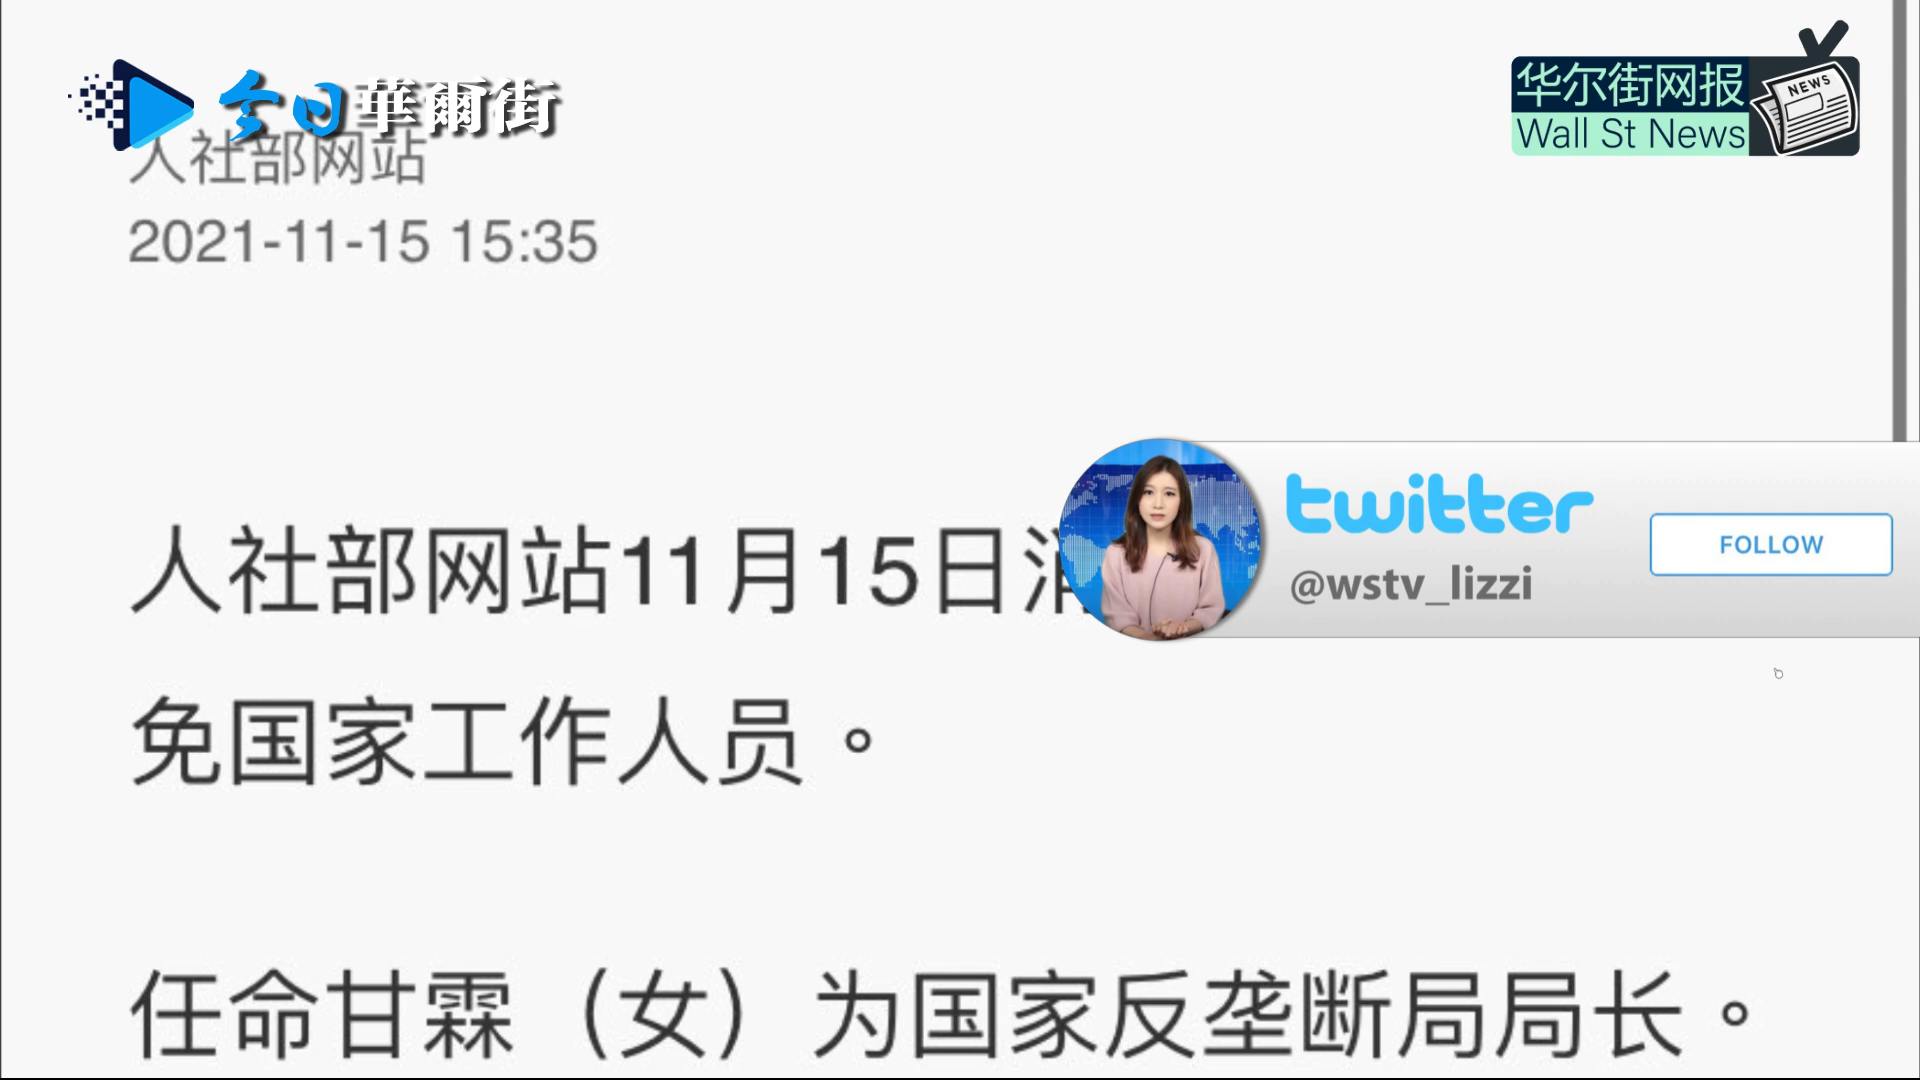 今日華爾街
华尔街网报
Wall St News
NEWS
人社部网站
2021-11-15 15:35
人社部网站11月15日
twitter
@wstv_lizzi
FOLLOW
免国家工作人员。
任命甘霖（女）为国家反垄断局局长。